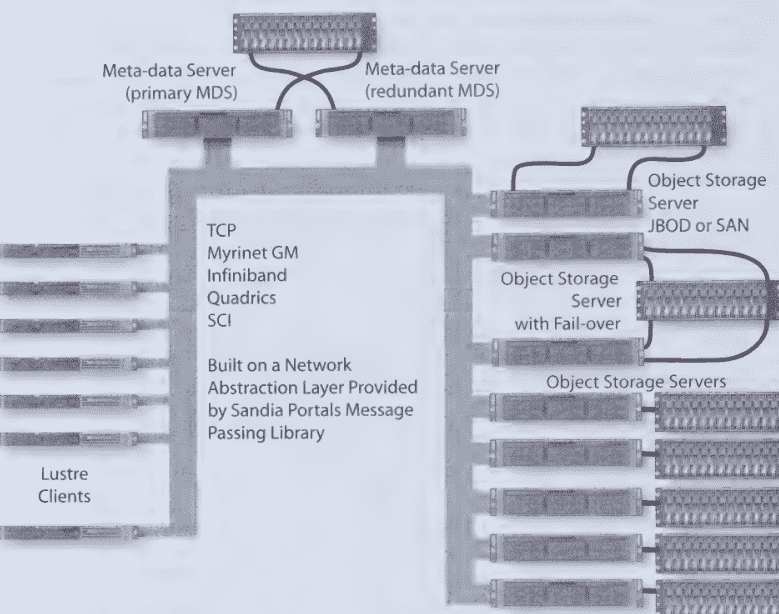 Meta-data Server
(primary MDS)
Meta-data Server
(redundant MDS)
Object Storage
Server
JBOD or SAN
TCP
Myrinet GM
Infiniband
Quadrics
SCI
Object Storage
Server
with Fail-over
Built on a Network
Abstraction Layer Provided
by Sandia Portals Message
Passing Library
Object Storage Servers
Lustre
Clients